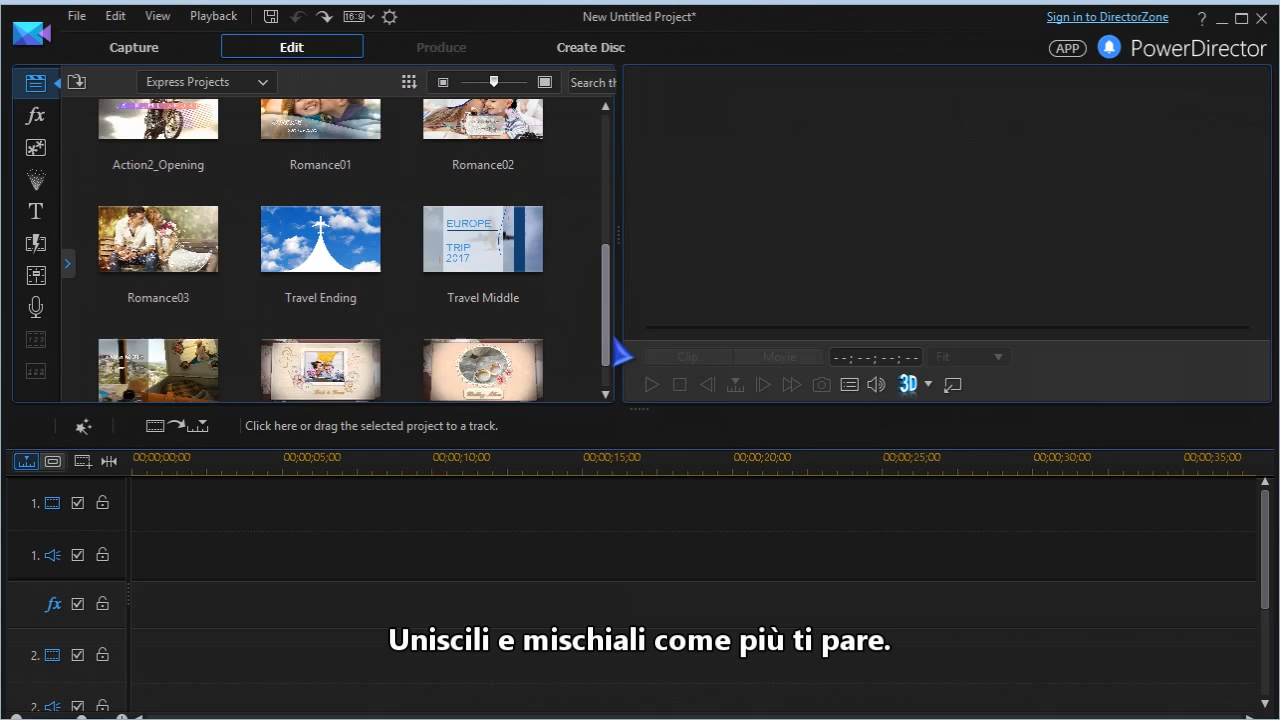 File Edit View Playback 16:9 New Untitled Project* Sign in to DirectorZone ?
Capture Edit Produce Create Disc APP PowerDirector
Express Projects Search th
Action2_Opening Romance01 Romance02
EUROPE
TRIP
2017
Romance03 Travel Ending Travel Middle
Clip Movie --;--;--;-- Fit
3D
fx
T
Click here or drag the selected project to a track.
00;00;00;00 00;00;05;00 00;00;10;00 00;00;15;00 00;00;20;00 00;00;25;00 00;00;30;00 00;00;35;00
1.
1.
fx
Uniscili e mischiali come più ti pare.
2.
2.